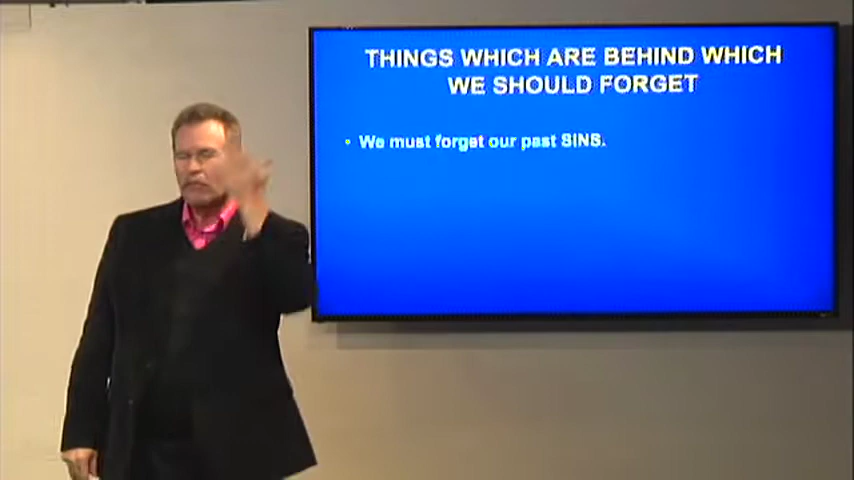 THINGS WHICH ARE BEHIND WHICH
WE SHOULD FORGET
• We must forget our past SINS.